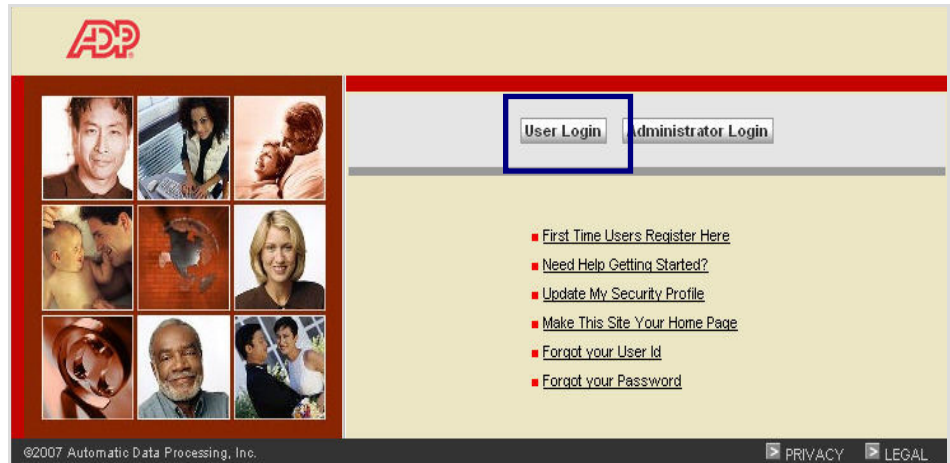 ADP
User Login Administrator Login
First Time Users Register Here
Need Help Getting Started?
Update My Security Profile
Make This Site Your Home Page
Forgot your User Id
Forgot your Password
©2007 Automatic Data Processing, Inc. PRIVACY LEGAL